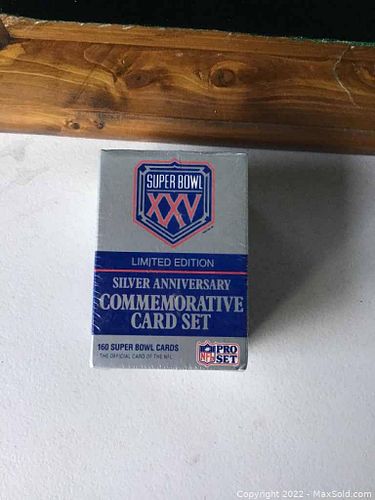 SUPER BOWL
XXV
LIMITED EDITION
SILVER ANNIVERSARY
COMMEMORATIVE
CARD SET
160 SUPER BOWL CARDS
THE OFFICIAL CARD OF THE NFL
NFL PRO
SET
Copyright 2022 - MaxSold.com